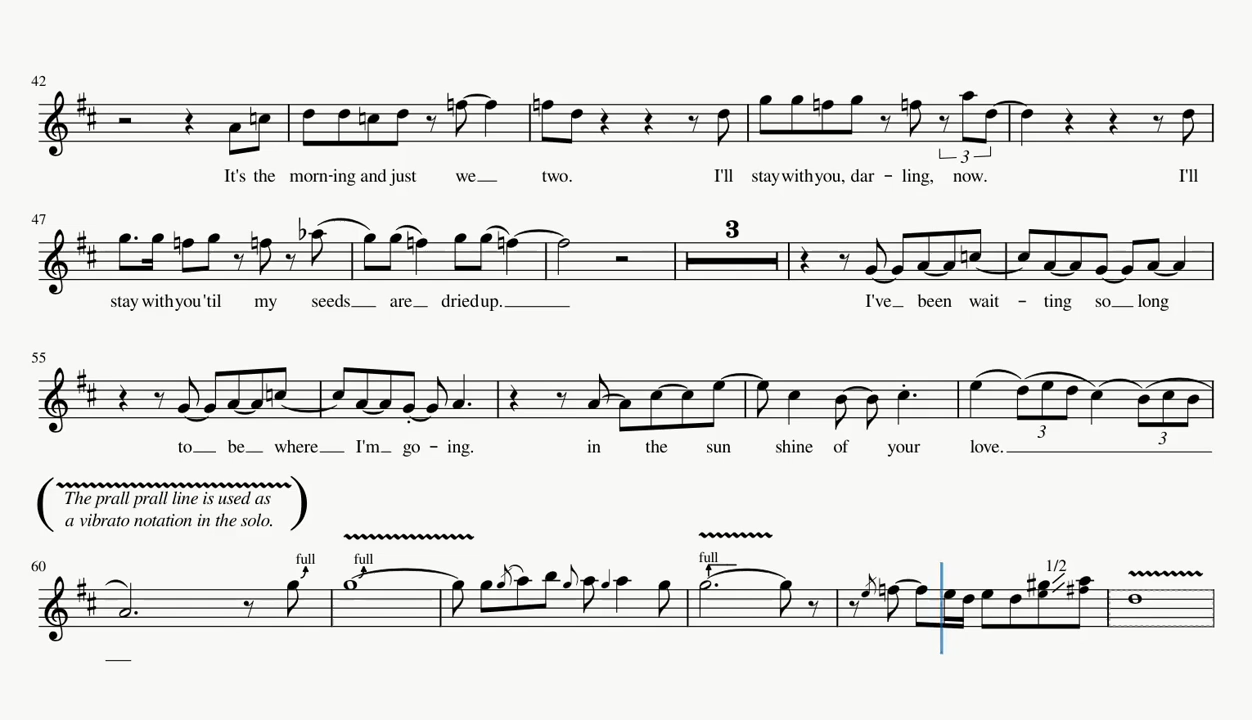 42
It's the morn-ing and just we two. I'll stay with you, dar - ling, now. I'll
3
47
3
stay with you 'til my seeds are dried up. I've been wait - ting so long
55
to be where I'm go - ing. in the sun shine of your love.
3 3
The prall prall line is used as
a vibrato notation in the solo.
60
full full full 1/2